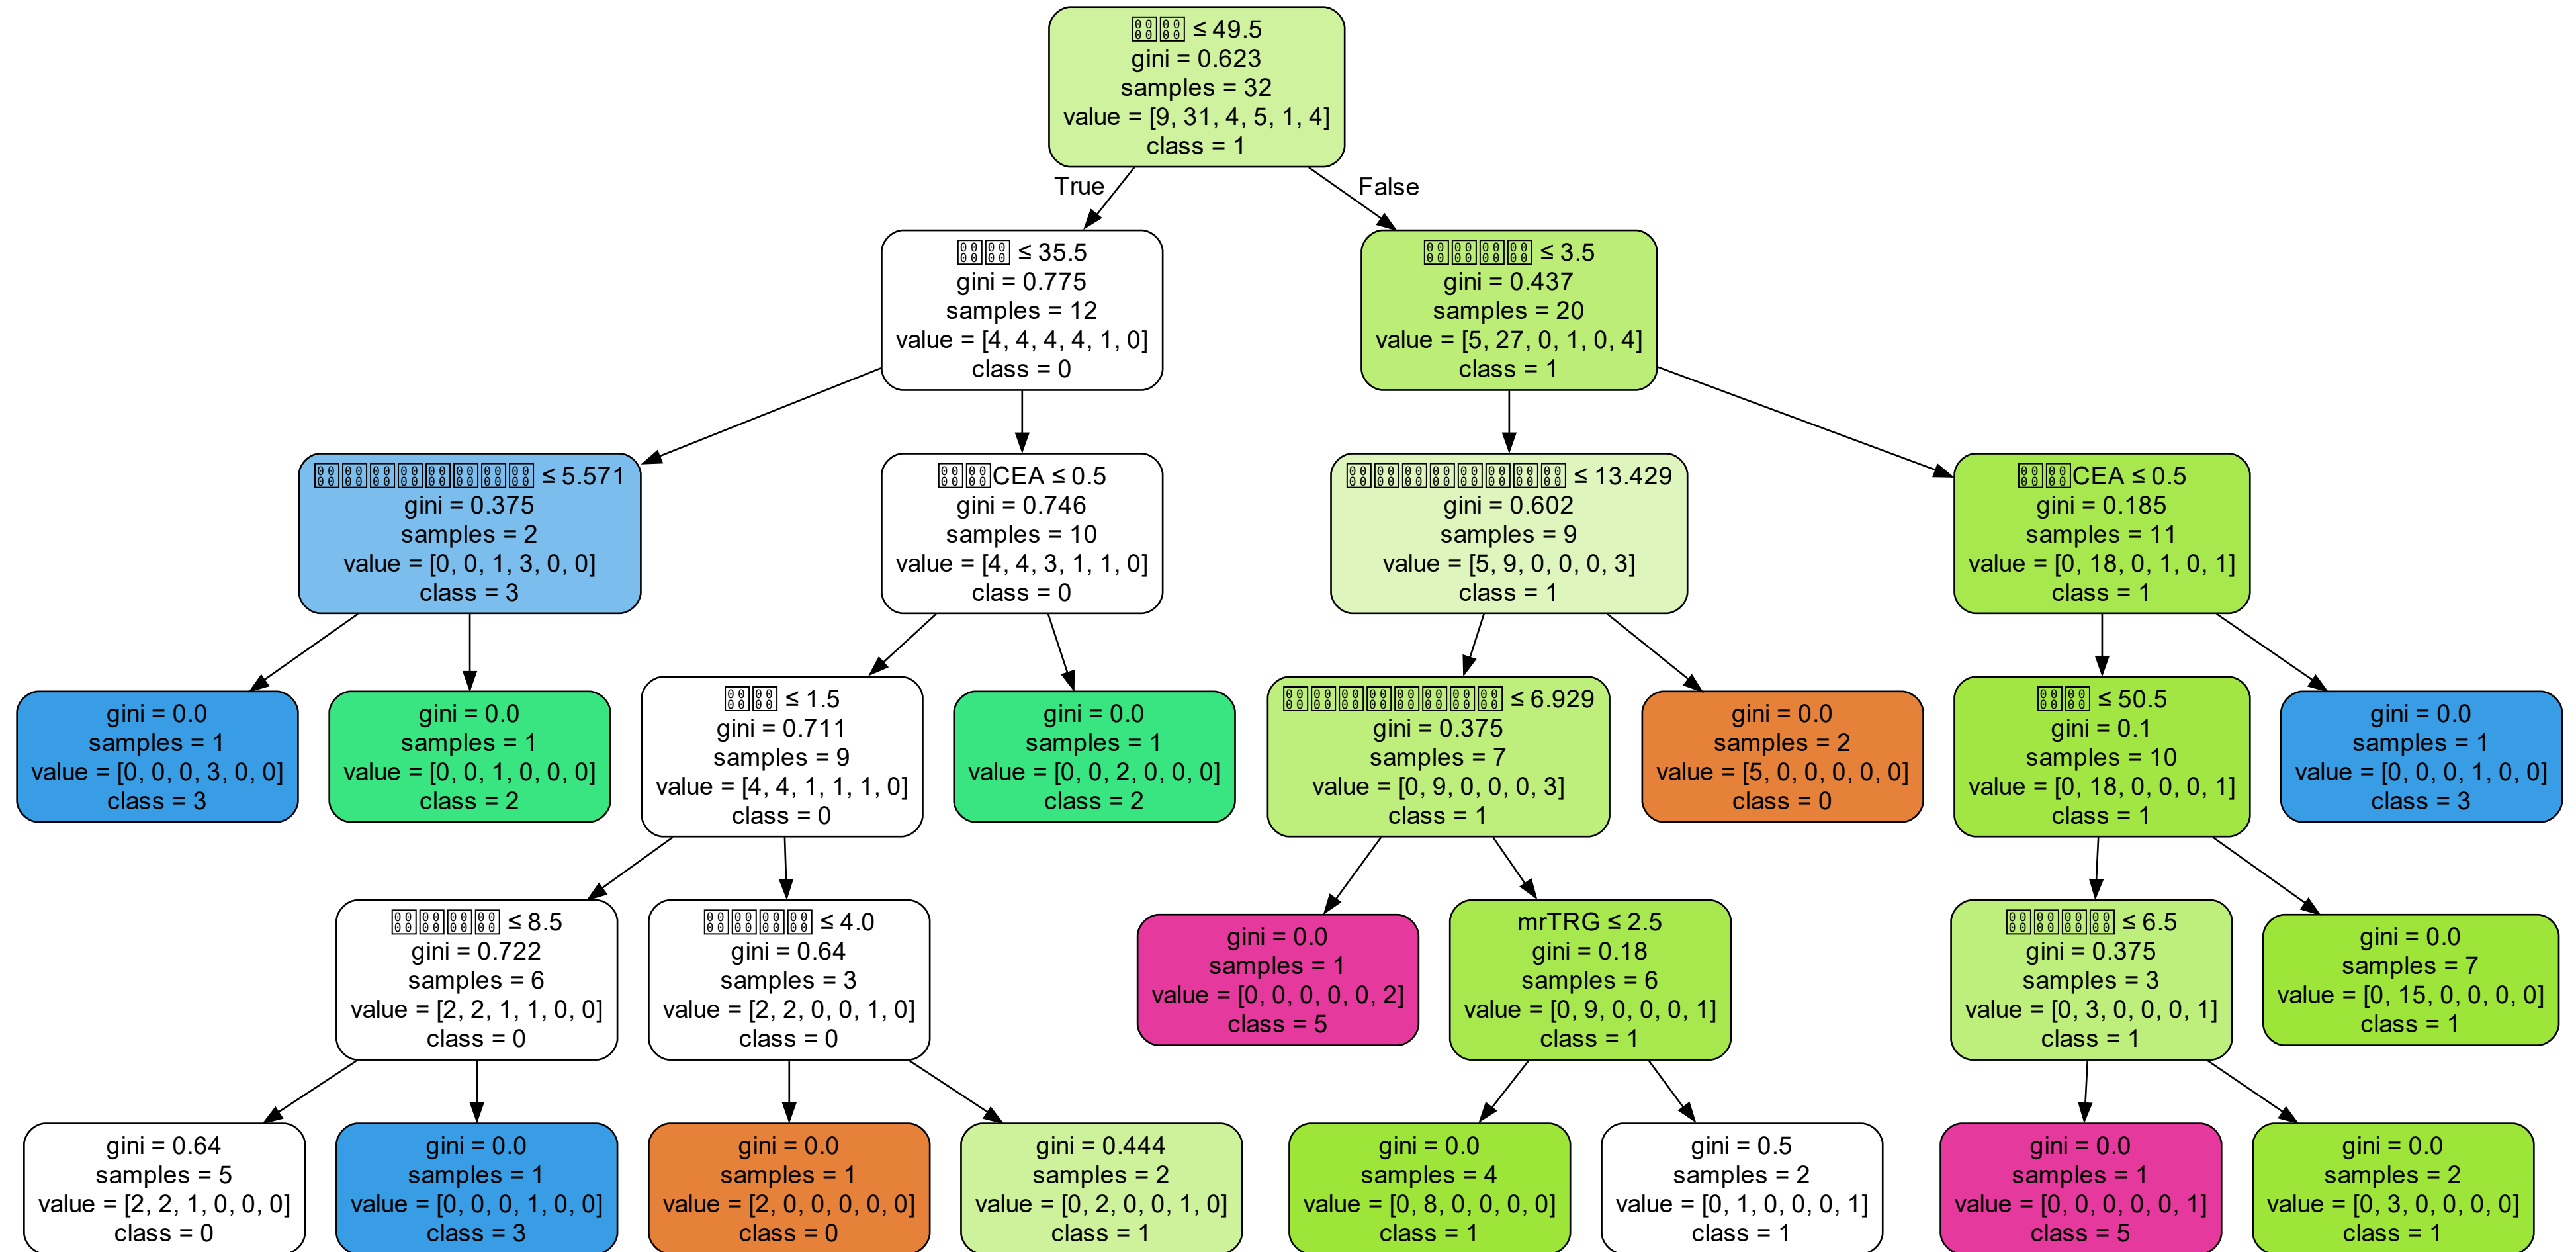 ≤ 49.5
gini = 0.623
samples = 32
value = [9, 31, 4, 5, 1, 4]
class = 1
True
False
≤ 35.5
gini = 0.775
samples = 12
value = [4, 4, 4, 4, 1, 0]
class = 0
≤ 3.5
gini = 0.437
samples = 20
value = [5, 27, 0, 1, 0, 4]
class = 1
≤ 5.571
gini = 0.375
samples = 2
value = [0, 0, 1, 3, 0, 0]
class = 3
CEA ≤ 0.5
gini = 0.746
samples = 10
value = [4, 4, 3, 1, 1, 0]
class = 0
≤ 13.429
gini = 0.602
samples = 9
value = [5, 9, 0, 0, 0, 3]
class = 1
CEA ≤ 0.5
gini = 0.185
samples = 11
value = [0, 18, 0, 1, 0, 1]
class = 1
gini = 0.0
samples = 1
value = [0, 0, 0, 3, 0, 0]
class = 3
gini = 0.0
samples = 1
value = [0, 0, 1, 0, 0, 0]
class = 2
≤ 1.5
gini = 0.711
samples = 9
value = [4, 4, 1, 1, 1, 0]
class = 0
gini = 0.0
samples = 1
value = [0, 0, 2, 0, 0, 0]
class = 2
≤ 6.929
gini = 0.375
samples = 7
value = [0, 9, 0, 0, 0, 3]
class = 1
gini = 0.0
samples = 2
value = [5, 0, 0, 0, 0, 0]
class = 0
≤ 50.5
gini = 0.1
samples = 10
value = [0, 18, 0, 0, 0, 1]
class = 1
gini = 0.0
samples = 1
value = [0, 0, 0, 1, 0, 0]
class = 3
≤ 8.5
gini = 0.722
samples = 6
value = [2, 2, 1, 1, 0, 0]
class = 0
≤ 4.0
gini = 0.64
samples = 3
value = [2, 2, 0, 0, 1, 0]
class = 0
gini = 0.0
samples = 1
value = [0, 0, 0, 0, 0, 2]
class = 5
mrTRG ≤ 2.5
gini = 0.18
samples = 6
value = [0, 9, 0, 0, 0, 1]
class = 1
≤ 6.5
gini = 0.375
samples = 3
value = [0, 3, 0, 0, 0, 1]
class = 1
gini = 0.0
samples = 7
value = [0, 15, 0, 0, 0, 0]
class = 1
gini = 0.64
samples = 5
value = [2, 2, 1, 0, 0, 0]
class = 0
gini = 0.0
samples = 1
value = [0, 0, 0, 1, 0, 0]
class = 3
gini = 0.0
samples = 1
value = [2, 0, 0, 0, 0, 0]
class = 0
gini = 0.444
samples = 2
value = [0, 2, 0, 0, 1, 0]
class = 1
gini = 0.0
samples = 4
value = [0, 8, 0, 0, 0, 0]
class = 1
gini = 0.5
samples = 2
value = [0, 1, 0, 0, 0, 1]
class = 1
gini = 0.0
samples = 1
value = [0, 0, 0, 0, 0, 1]
class = 5
gini = 0.0
samples = 2
value = [0, 3, 0, 0, 0, 0]
class = 1